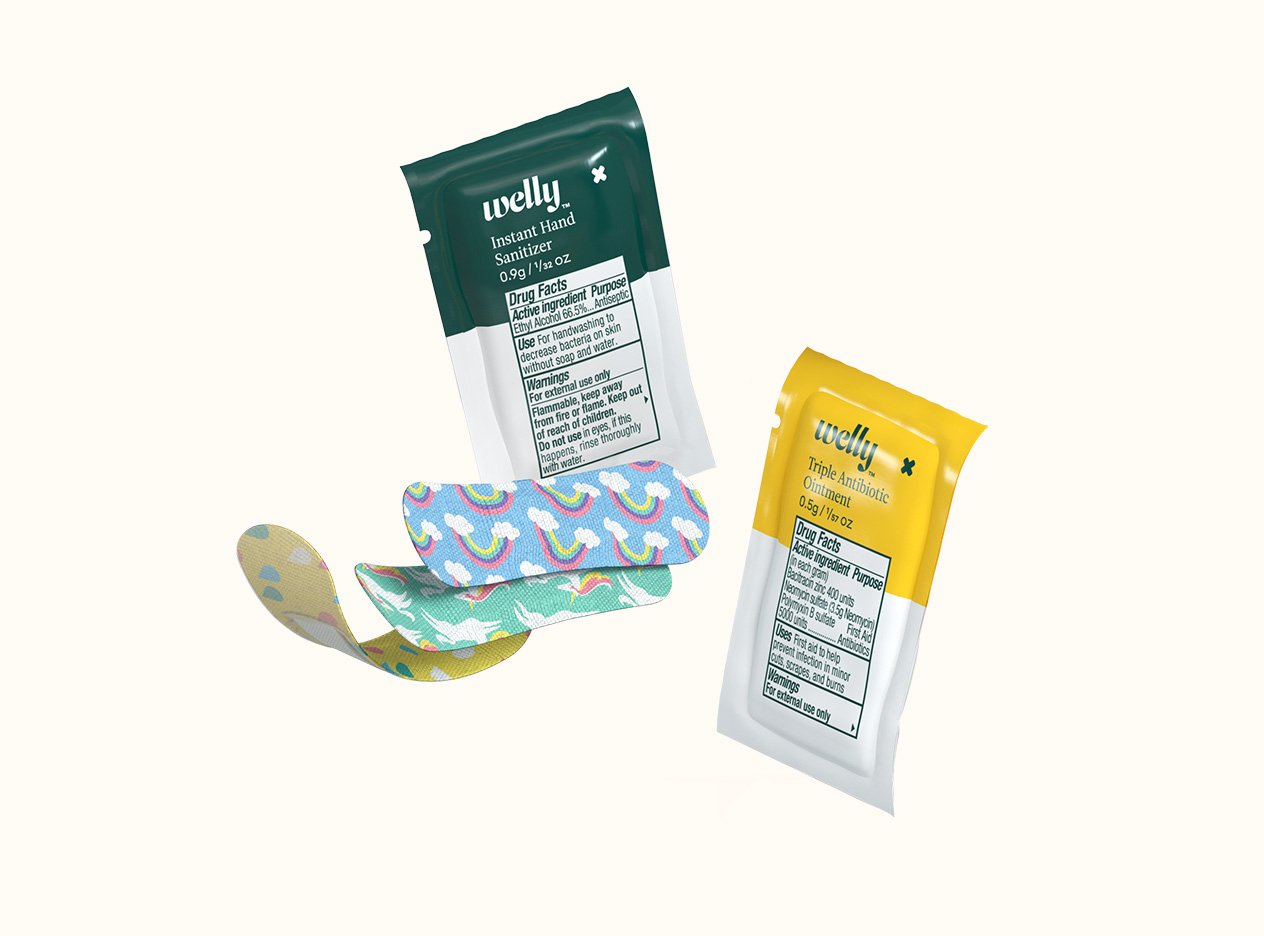 welly™
Instant Hand
Sanitizer
0.9g / 1/32 oz
Drug Facts
Active ingredient Purpose
Ethyl Alcohol 66.5%...Antiseptic
Use For handwashing to
decrease bacteria on skin
without soap and water.
Warnings
For external use only
Flammable, keep away
from fire or flame. Keep out
of reach of children.
Do not use in eyes, if this
happens, rinse thoroughly
with water.
welly™
Triple Antibiotic
Ointment
0.5g / 1/57 oz
Drug Facts
Active ingredient Purpose
(in each gram)
Bacitracin zinc 400 units
Neomycin sulfate (3.5g Neomycin)
Polymyxin B sulfate First Aid
5000 units ............ Antibiotics
Uses First aid to help
prevent infection in minor
cuts, scrapes, and burns
Warnings
For external use only